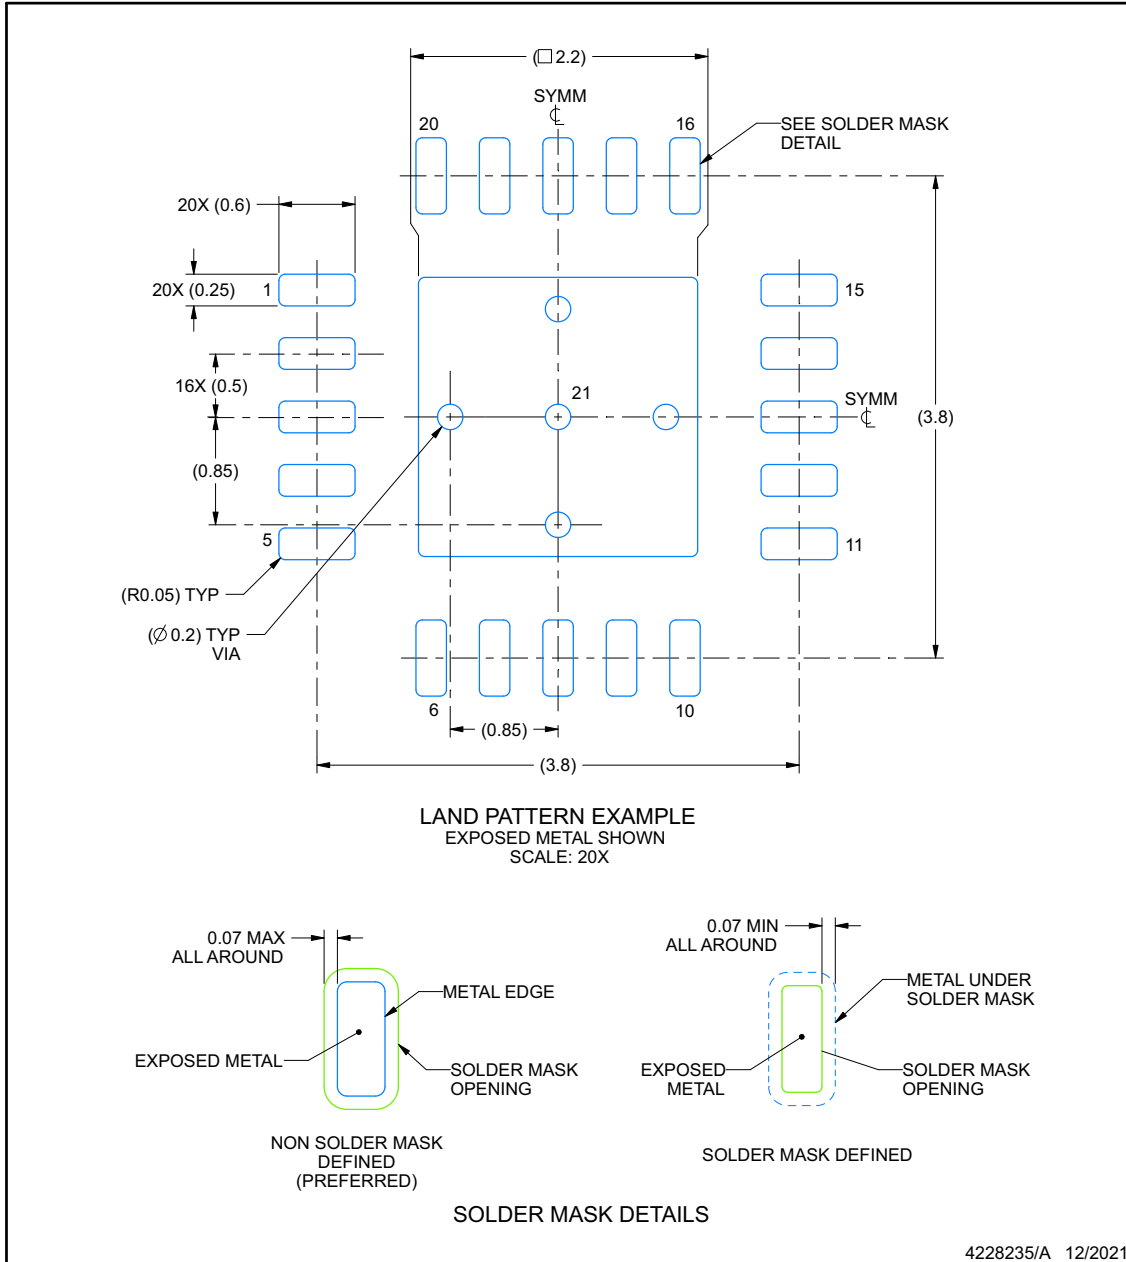 (□ 2.2)
SYMM
℄
20
16
SEE SOLDER MASK
DETAIL
20X (0.6)
20X (0.25)
1
15
16X (0.5)
21
SYMM
℄
(3.8)
(0.85)
5
11
(R0.05) TYP
(∅ 0.2) TYP
VIA
6
10
(0.85)
(3.8)
LAND PATTERN EXAMPLE
EXPOSED METAL SHOWN
SCALE: 20X
0.07 MAX
ALL AROUND
METAL EDGE
EXPOSED METAL
SOLDER MASK
OPENING
NON SOLDER MASK
DEFINED
(PREFERRED)
0.07 MIN
ALL AROUND
METAL UNDER
SOLDER MASK
EXPOSED
METAL
SOLDER MASK
OPENING
SOLDER MASK DEFINED
SOLDER MASK DETAILS
4228235/A 12/2021